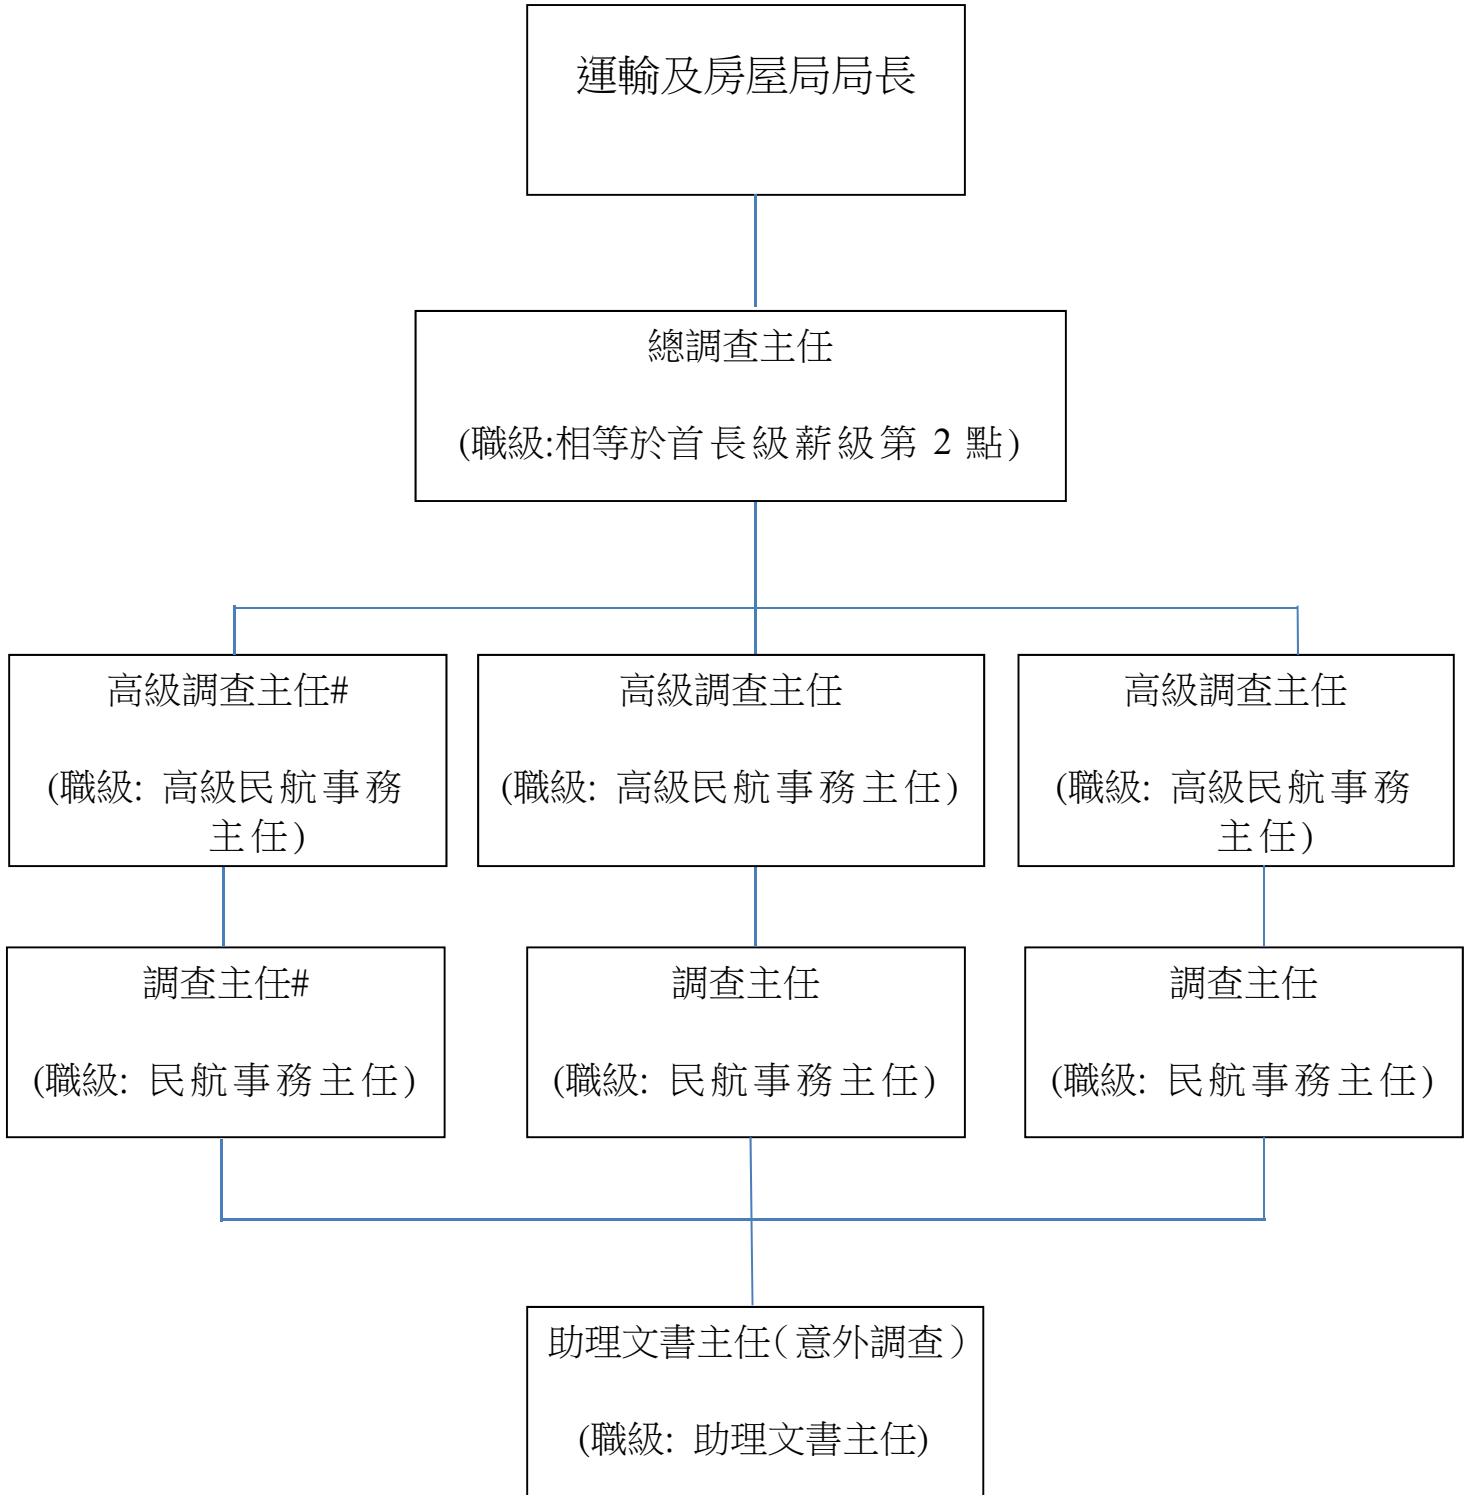 運輸及房屋局局長
總調查主任
(職級:相等於首長級薪級第 2 點)
高級調查主任#
(職級: 高級民航事務
主任)
高級調查主任
(職級: 高級民航事務主任)
高級調查主任
(職級: 高級民航事務
主任)
調查主任#
(職級: 民航事務主任)
調查主任
(職級: 民航事務主任)
調查主任
(職級: 民航事務主任)
助理文書主任(意外調查)
(職級: 助理文書主任)